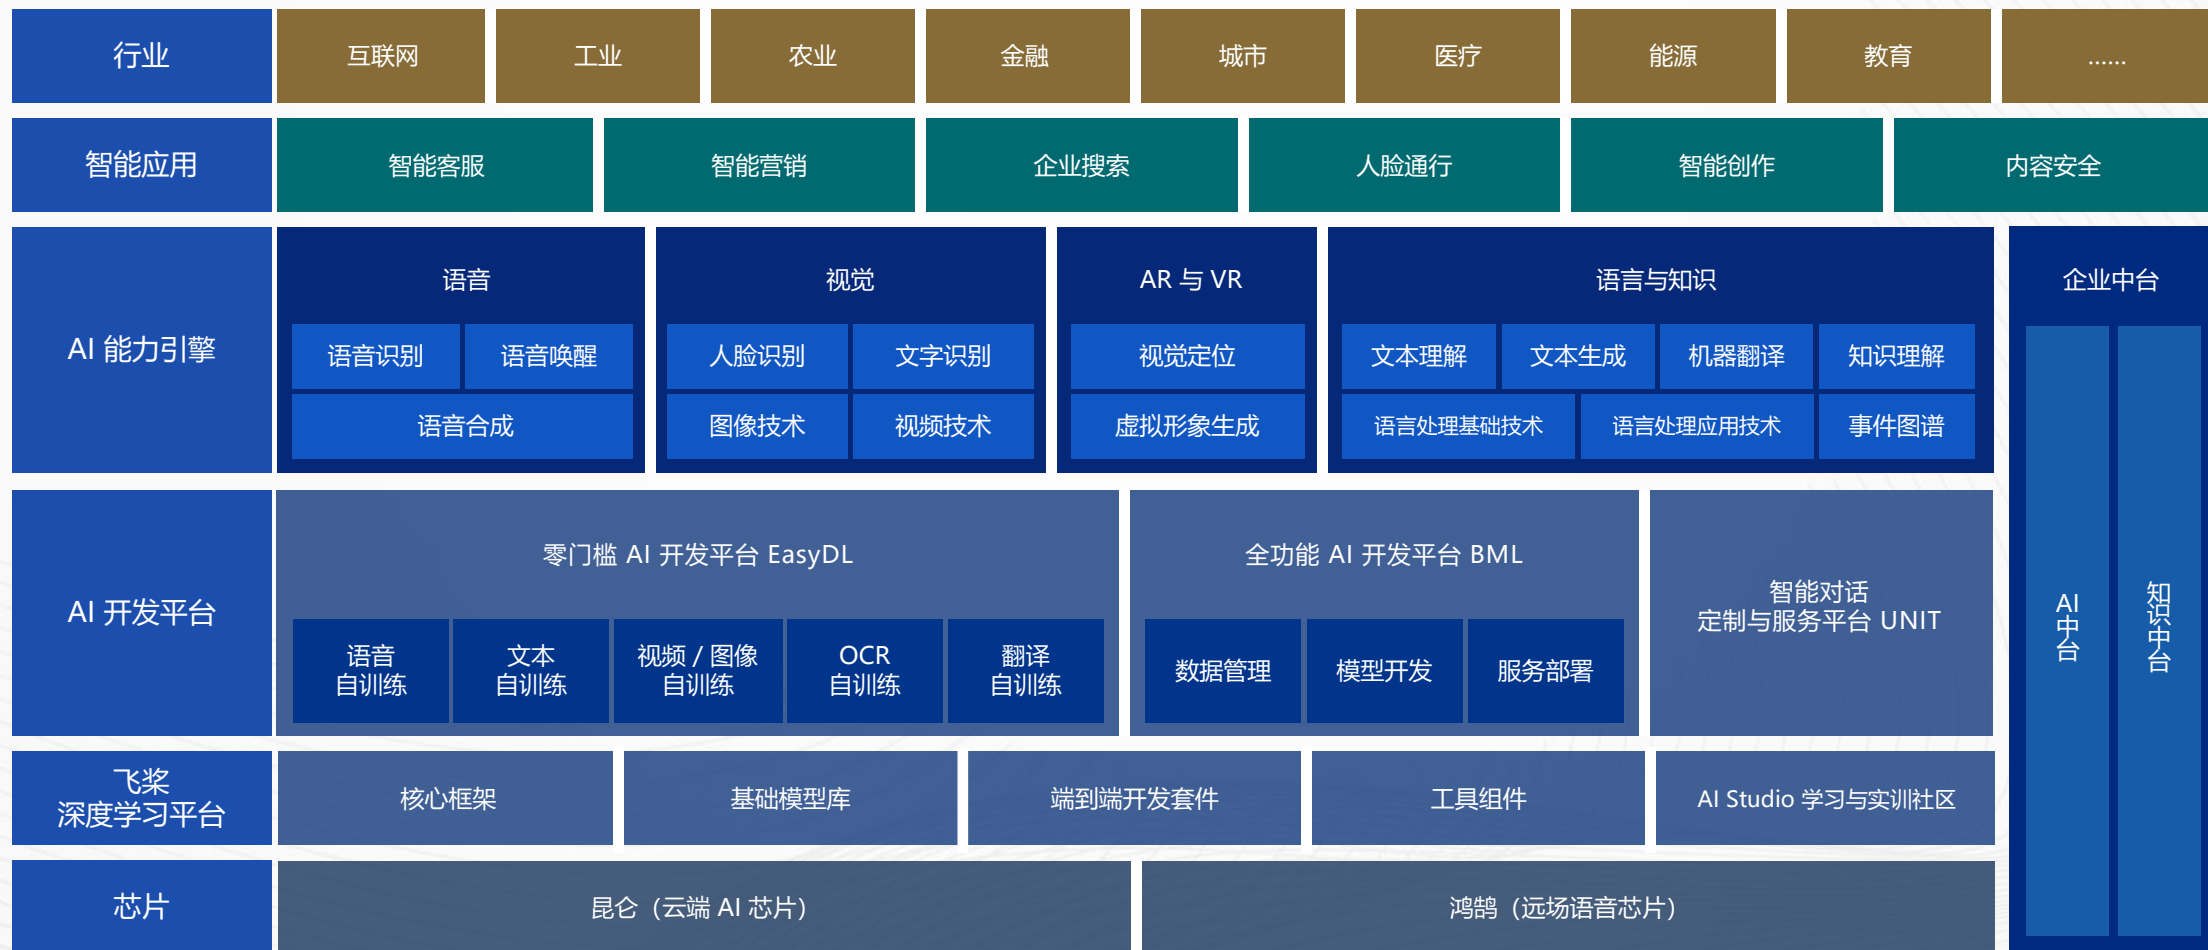 行业
互联网
工业
农业
金融
城市
医疗
能源
教育
……
智能应用
智能客服
智能营销
企业搜索
人脸通行
智能创作
内容安全
AI 能力引擎
语音
语音识别
语音唤醒
语音合成
视觉
人脸识别
文字识别
图像技术
视频技术
AR 与 VR
视觉定位
虚拟形象生成
语言与知识
文本理解
文本生成
机器翻译
知识理解
语言处理基础技术
语言处理应用技术
事件图谱
企业中台
AI中台
知识中台
AI 开发平台
零门槛 AI 开发平台 EasyDL
语音
自训练
文本
自训练
视频 / 图像
自训练
OCR
自训练
翻译
自训练
全功能 AI 开发平台 BML
数据管理
模型开发
服务部署
智能对话
定制与服务平台 UNIT
飞桨
深度学习平台
核心框架
基础模型库
端到端开发套件
工具组件
AI Studio 学习与实训社区
芯片
昆仑（云端 AI 芯片）
鸿鹄（远场语音芯片）